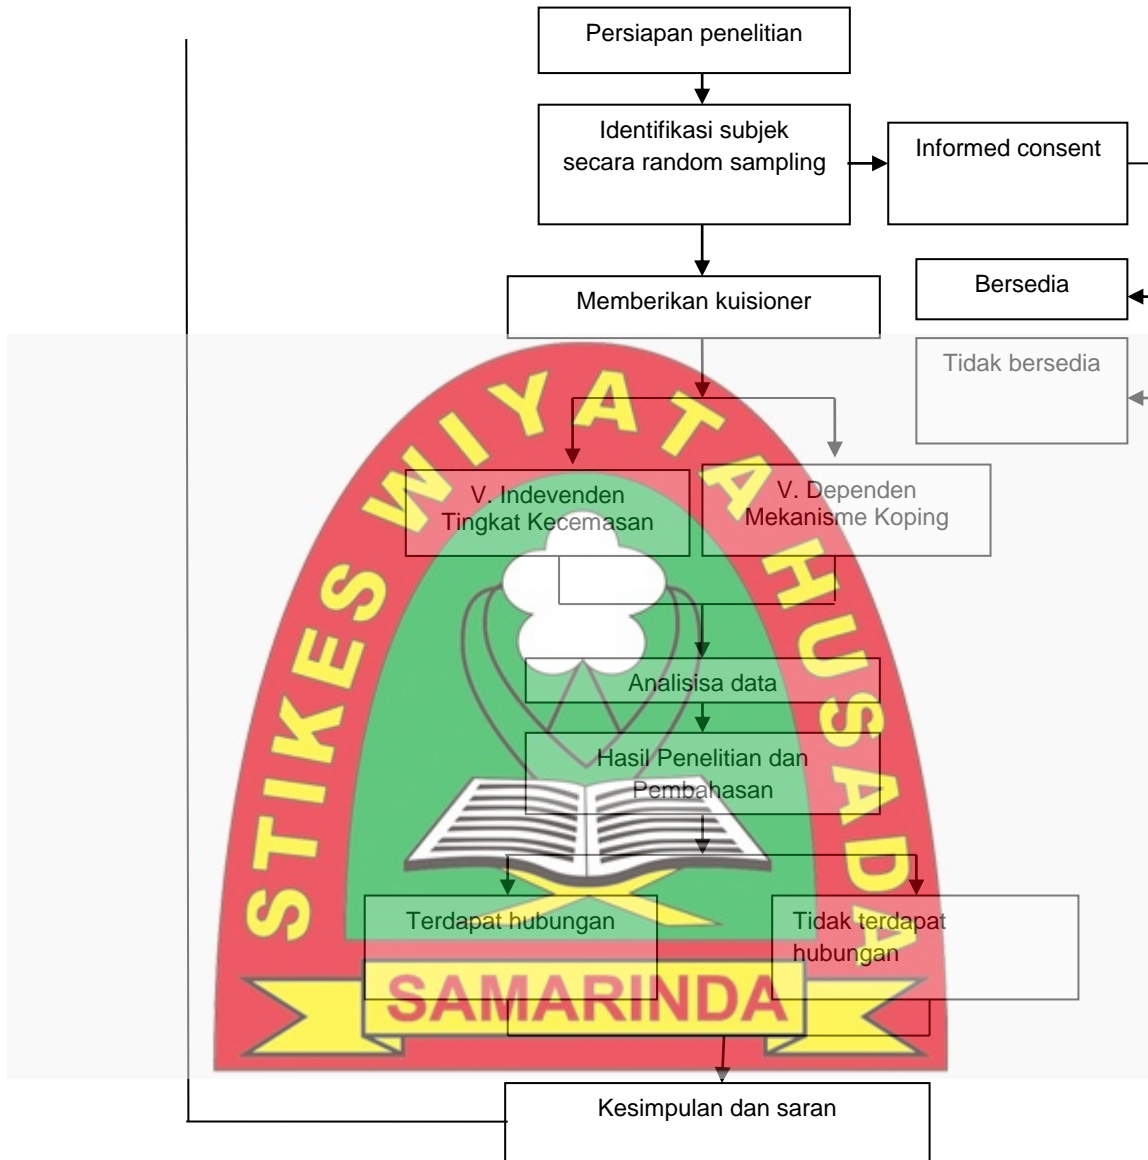 Persiapan penelitian
Identifikasi subjek
secara random sampling
Informed consent
Memberikan kuisioner
Bersedia
Tidak bersedia
V. Indevenden
Tingkat Kecemasan
V. Dependen
Mekanisme Koping
Analisisa data
Hasil Penelitian dan
Pembahasan
Terdapat hubungan
Tidak terdapat
hubungan
Kesimpulan dan saran
STIKES WIYATA HUSADA
SAMARINDA